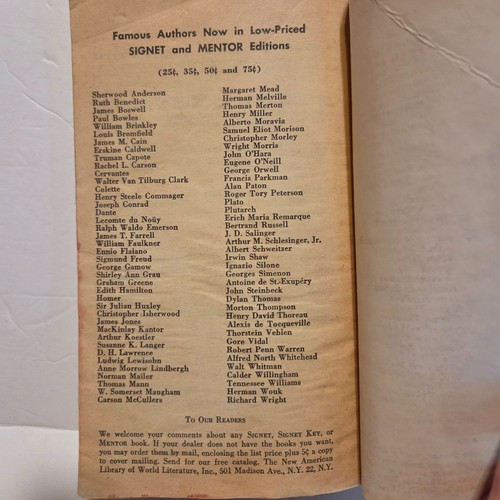 Famous Authors Now in Low-Priced
SIGNET and MENTOR Editions
(25¢, 35¢, 50¢ and 75¢)
Sherwood Anderson
Ruth Benedict
James Boswell
Paul Bowles
William Brinkley
Louis Bromfield
James M. Cain
Erskine Caldwell
Truman Capote
Rachel L. Carson
Cervantes
Walter Van Tilburg Clark
Colette
Henry Steele Commager
Joseph Conrad
Dante
Lecomte du Noüy
Ralph Waldo Emerson
James T. Farrell
William Faulkner
Ennio Flaiano
Sigmund Freud
George Gamow
Shirley Ann Grau
Graham Greene
Edith Hamilton
Homer
Sir Julian Huxley
Christopher Isherwood
James Jones
MacKinlay Kantor
Arthur Koestler
Susanne K. Langer
D. H. Lawrence
Ludwig Lewisohn
Anne Morrow Lindbergh
Norman Mailer
Thomas Mann
W. Somerset Maugham
Carson McCullers
Margaret Mead
Herman Melville
Thomas Merton
Henry Miller
Alberto Moravia
Samuel Eliot Morison
Christopher Morley
Wright Morris
John O'Hara
Eugene O'Neill
George Orwell
Francis Parkman
Alan Paton
Roger Tory Peterson
Plato
Plutarch
Erich Maria Remarque
Bertrand Russell
J. D. Salinger
Arthur M. Schlesinger, Jr.
Albert Schweitzer
Irwin Shaw
Ignazio Silone
Georges Simenon
Antoine de St.-Exupéry
John Steinbeck
Dylan Thomas
Morton Thompson
Henry David Thoreau
Alexis de Tocqueville
Thorstein Veblen
Gore Vidal
Robert Penn Warren
Alfred North Whitehead
Walt Whitman
Calder Willingham
Tennessee Williams
Herman Wouk
Richard Wright
To Our Readers
We welcome your comments about any Signet, Signet Key, or
Mentor book. If your dealer does not have the books you want,
you may order them by mail, enclosing the list price plus 5¢ a copy
to cover mailing. Send for our free catalog. The New American
Library of World Literature, Inc., 501 Madison Ave., N.Y. 22, N.Y.